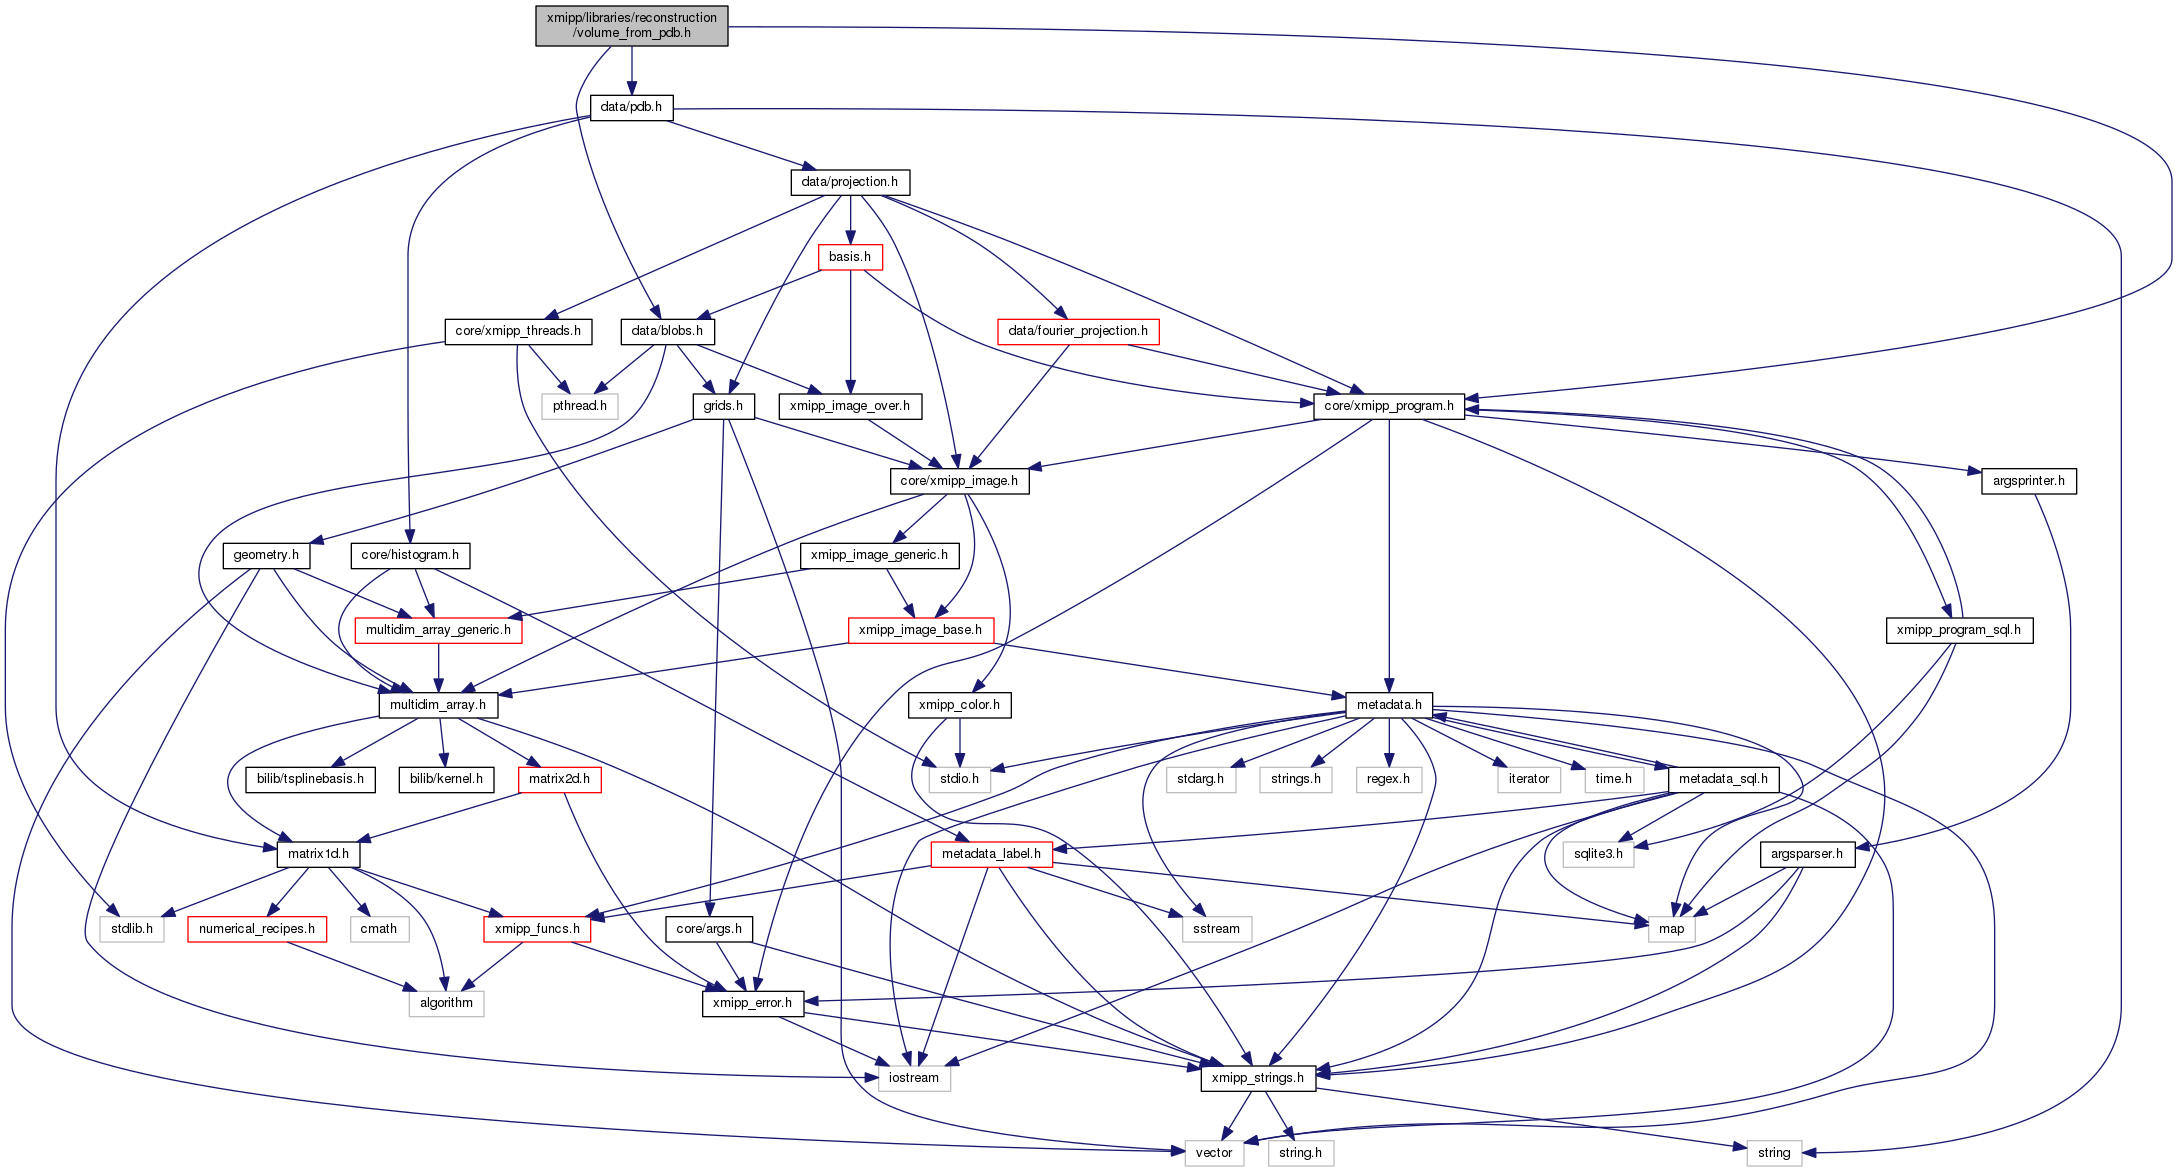 xmipp/libraries/reconstruction
/volume_from_pdb.h
data/pdb.h
data/projection.h
basis.h
core/xmipp_threads.h
data/blobs.h
data/fourier_projection.h
pthread.h
grids.h
xmipp_image_over.h
core/xmipp_program.h
core/xmipp_image.h
argsprinter.h
geometry.h
core/histogram.h
xmipp_image_generic.h
multidim_array_generic.h
xmipp_image_base.h
xmipp_program_sql.h
multidim_array.h
xmipp_color.h
metadata.h
bilib/tsplinebasis.h
bilib/kernel.h
matrix2d.h
stdio.h
stdarg.h
strings.h
regex.h
iterator
time.h
metadata_sql.h
matrix1d.h
metadata_label.h
sqlite3.h
argsparser.h
stdlib.h
numerical_recipes.h
cmath
xmipp_funcs.h
core/args.h
sstream
map
algorithm
xmipp_error.h
iostream
xmipp_strings.h
vector
string.h
string